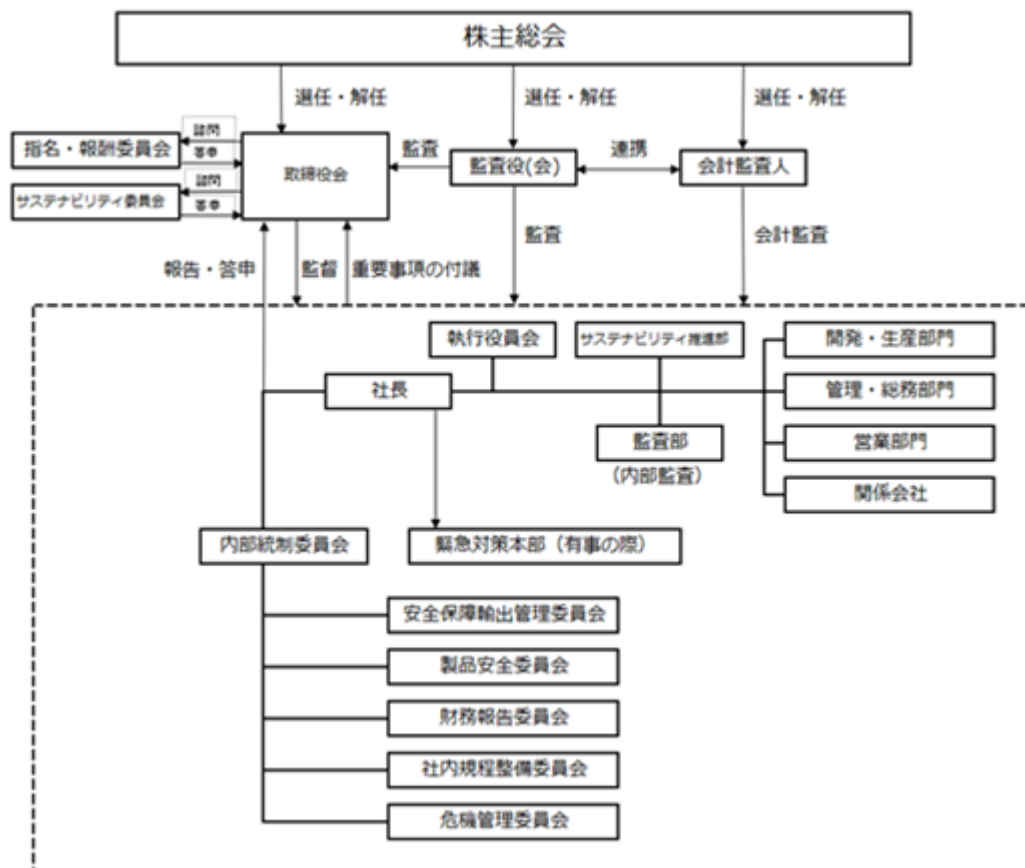 株主総会
選任・解任
選任・解任
選任・解任
指名・報酬委員会
諮問
答申
取締役会
監査
監査役(会)
連携
会計監査人
サステナビリティ委員会
諮問
答申
報告・答申
監督
重要事項の付議
監査
会計監査
執行役員会
サステナビリティ推進部
開発・生産部門
社長
管理・総務部門
監査部
(内部監査)
営業部門
関係会社
内部統制委員会
緊急対策本部(有事の際)
安全保障輸出管理委員会
製品安全委員会
財務報告委員会
社内規程整備委員会
危機管理委員会